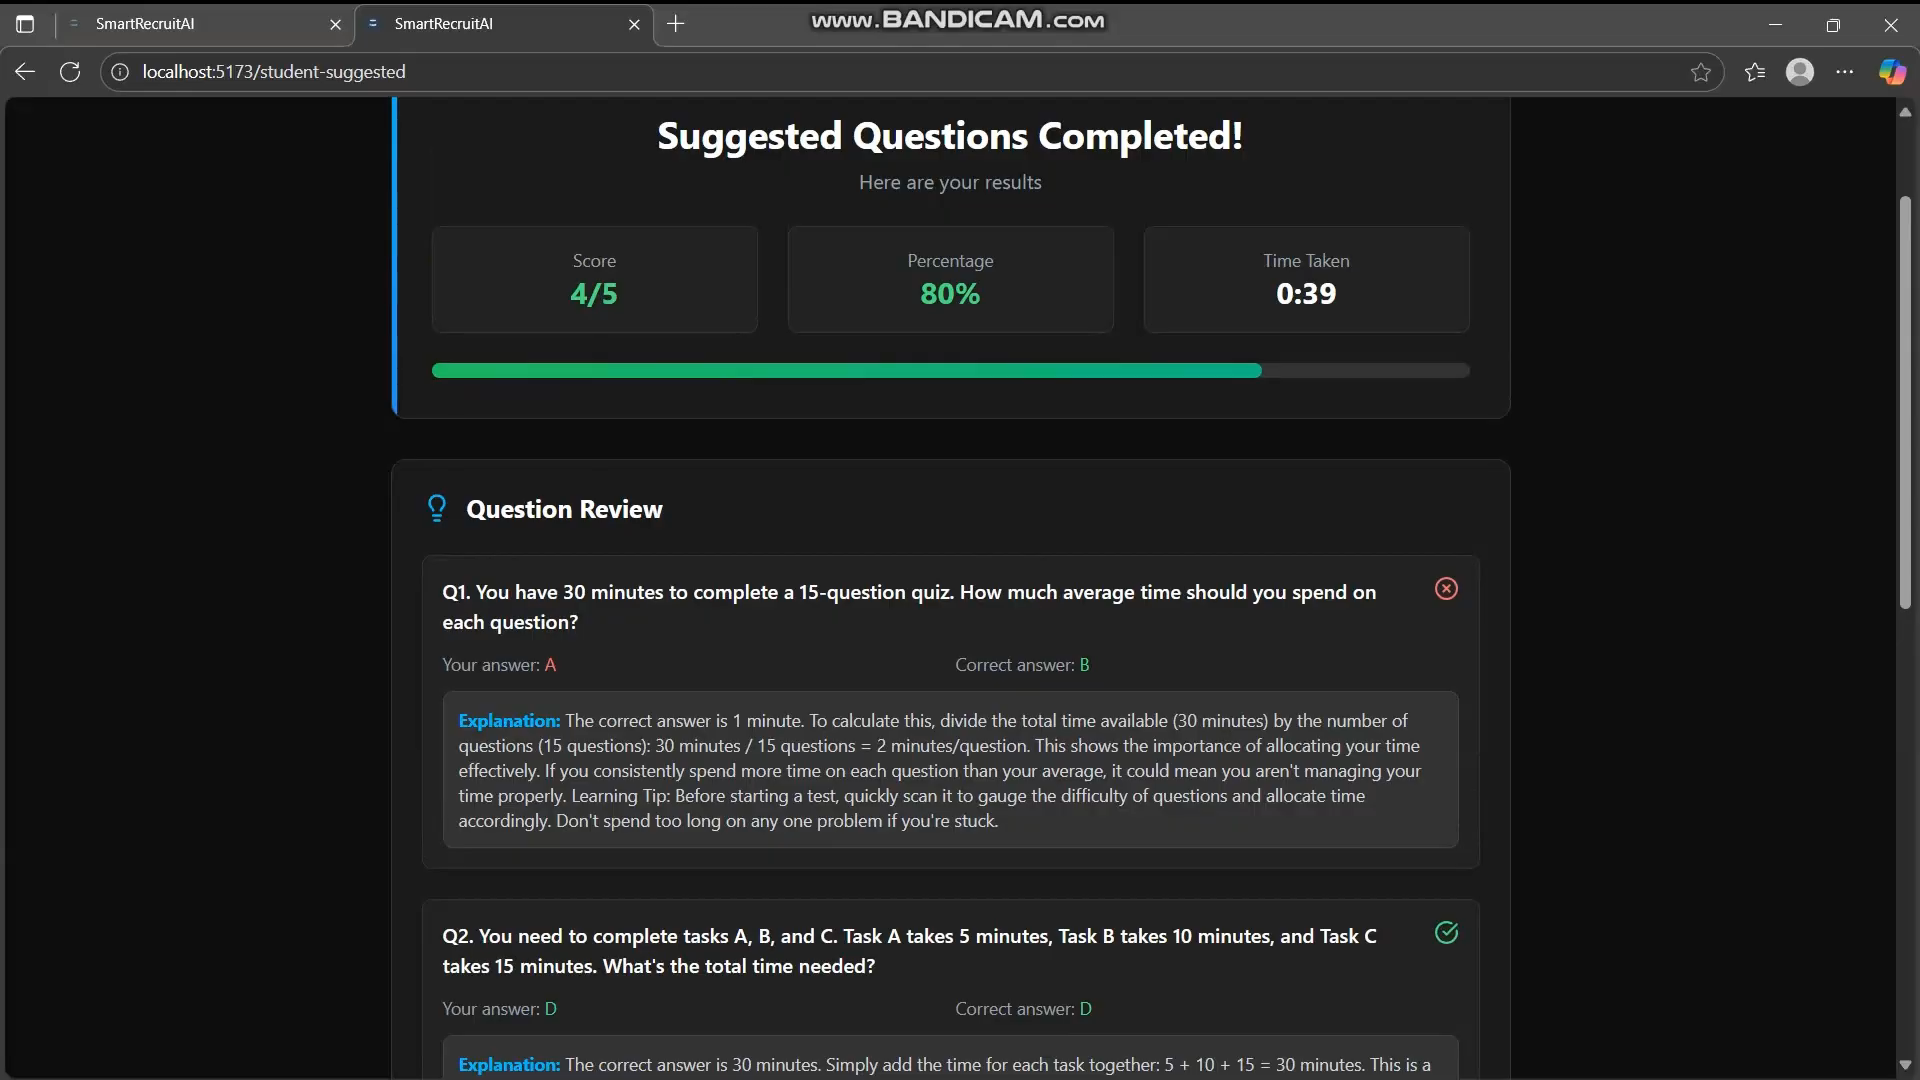 SmartRecruitAI
SmartRecruitAI
www.BANDICAM.com
localhost:5173/student-suggested
Suggested Questions Completed!
Here are your results
Score
4/5
Percentage
80%
Time Taken
0:39
Question Review
Q1. You have 30 minutes to complete a 15-question quiz. How much average time should you spend on
each question?
Your answer: A
Correct answer: B
Explanation: The correct answer is 1 minute. To calculate this, divide the total time available (30 minutes) by the number of
questions (15 questions): 30 minutes / 15 questions = 2 minutes/question. This shows the importance of allocating your time
effectively. If you consistently spend more time on each question than your average, it could mean you aren't managing your
time properly. Learning Tip: Before starting a test, quickly scan it to gauge the difficulty of questions and allocate time
accordingly. Don't spend too long on any one problem if you're stuck.
Q2. You need to complete tasks A, B, and C. Task A takes 5 minutes, Task B takes 10 minutes, and Task C
takes 15 minutes. What's the total time needed?
Your answer: D
Correct answer: D
Explanation: The correct answer is 30 minutes. Simply add the time for each task together: 5 + 10 + 15 = 30 minutes. This is a